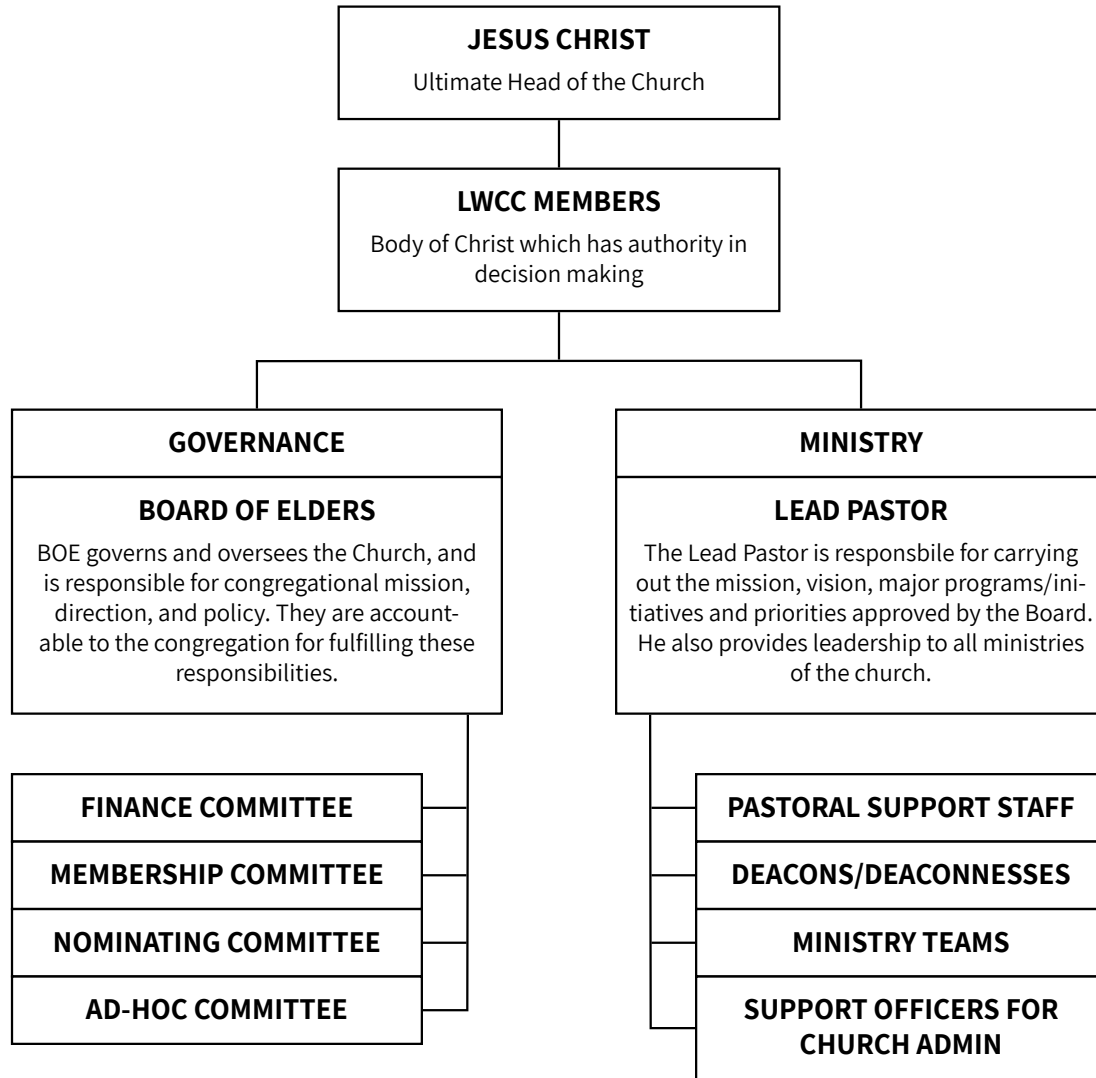 JESUS CHRIST
Ultimate Head of the Church
LWCC MEMBERS
Body of Christ which has authority in
decision making
GOVERNANCE
BOARD OF ELDERS
BOE governs and oversees the Church, and
is responsible for congregational mission,
direction, and policy. They are account-
able to the congregation for fulfilling these
responsibilities.
FINANCE COMMITTEE
MEMBERSHIP COMMITTEE
NOMINATING COMMITTEE
AD-HOC COMMITTEE
MINISTRY
LEAD PASTOR
The Lead Pastor is responsbile for carrying
out the mission, vision, major programs/ini-
tiatives and priorities approved by the Board.
He also provides leadership to all ministries
of the church.
PASTORAL SUPPORT STAFF
DEACONS/DEACONNESSES
MINISTRY TEAMS
SUPPORT OFFICERS FOR
CHURCH ADMIN